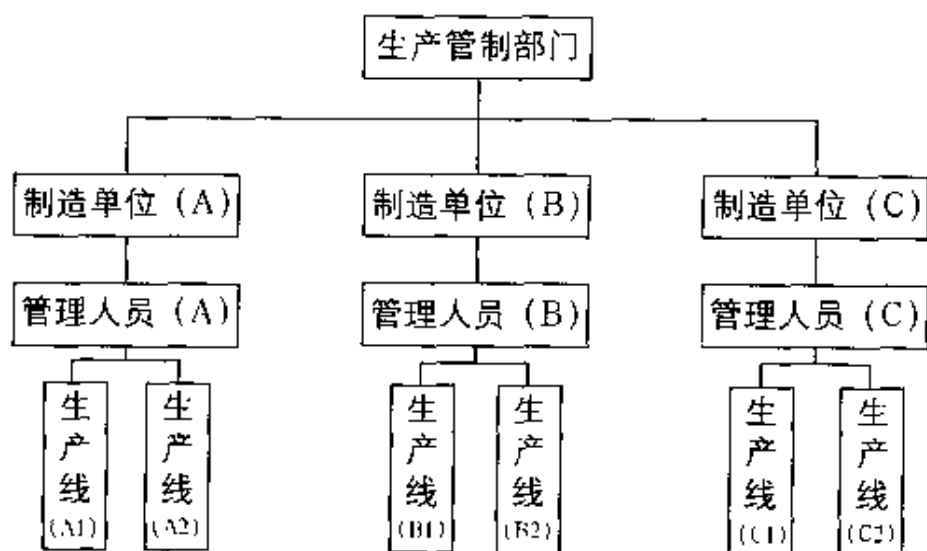 生产管制部门
制造单位 (A)
制造单位 (B)
制造单位 (C)
管理人员 (A)
管理人员 (B)
管理人员 (C)
生产线 (A1)
生产线 (A2)
生产线 (B1)
生产线 (B2)
生产线 (C1)
生产线 (C2)